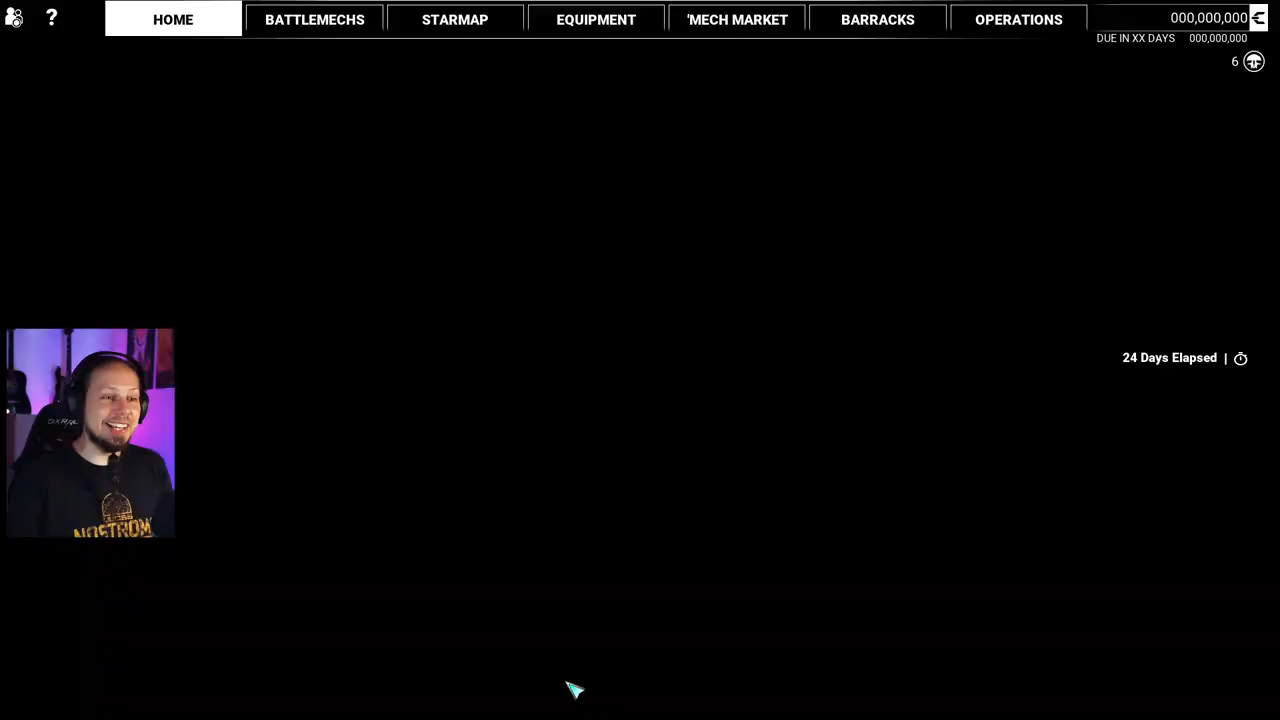 ? HOME BATTLEMECHS STARMAP EQUIPMENT 'MECH MARKET BARRACKS OPERATIONS 000,000,000
DUE IN XX DAYS 000,000,000
6
24 Days Elapsed |
NOSTROM